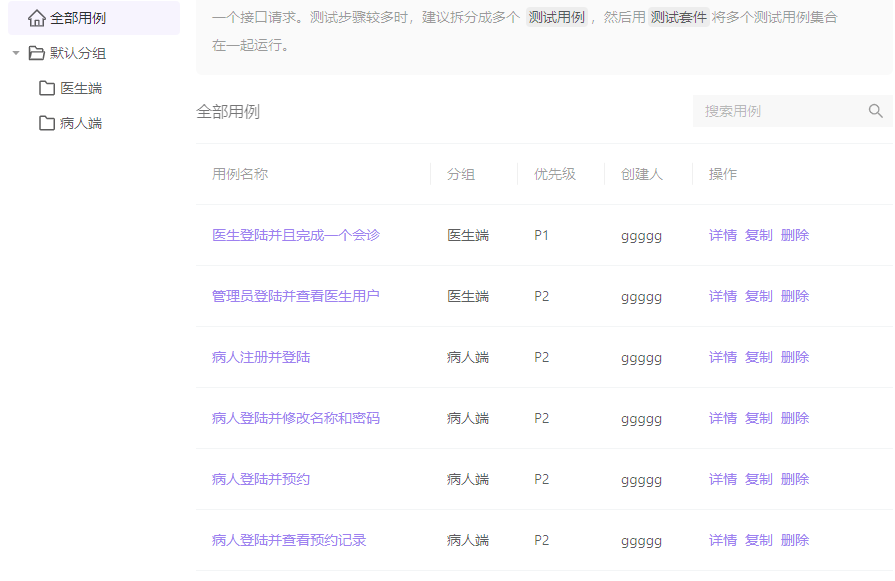 全部用例
默认分组
医生端
病人端
一个接口请求。测试步骤较多时，建议拆分成多个 测试用例 ，然后用 测试套件 将多个测试用例集合
在一起运行。
全部用例
搜索用例
用例名称 分组 优先级 创建人 操作
医生登陆并且完成一个会诊 医生端 P1 ggggg 详情 复制 删除
管理员登陆并查看医生用户 医生端 P2 ggggg 详情 复制 删除
病人注册并登陆 病人端 P2 ggggg 详情 复制 删除
病人登陆并修改名称和密码 病人端 P2 ggggg 详情 复制 删除
病人登陆并预约 病人端 P2 ggggg 详情 复制 删除
病人登陆并查看预约记录 病人端 P2 ggggg 详情 复制 删除